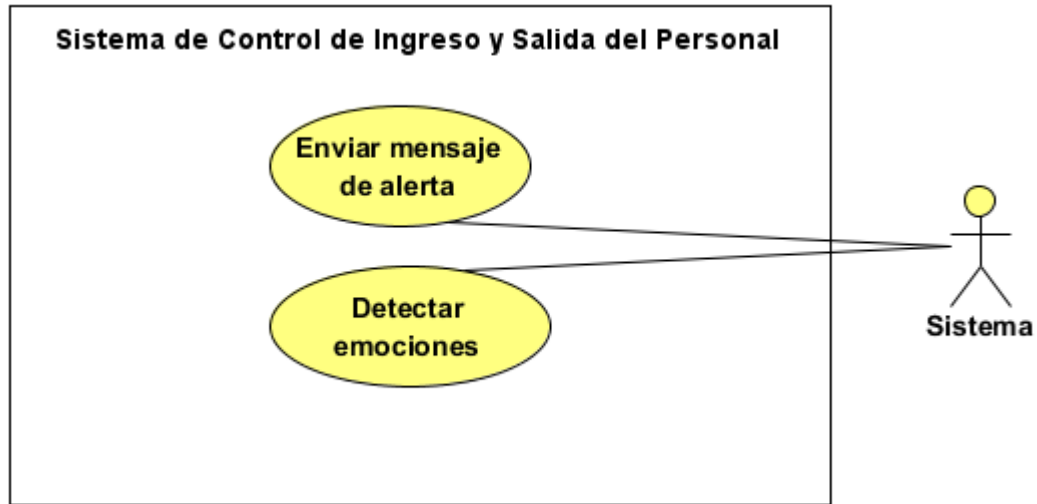 Sistema de Control de Ingreso y Salida del Personal
Enviar mensaje
de alerta
Detectar
emociones
Sistema